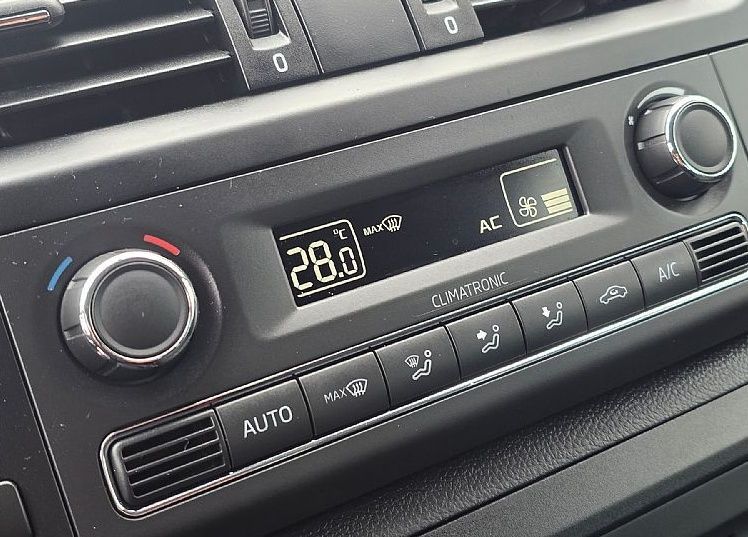 0
0
28.0 °C
MAX
AC
CLIMATRONIC
AUTO
MAX
A/C